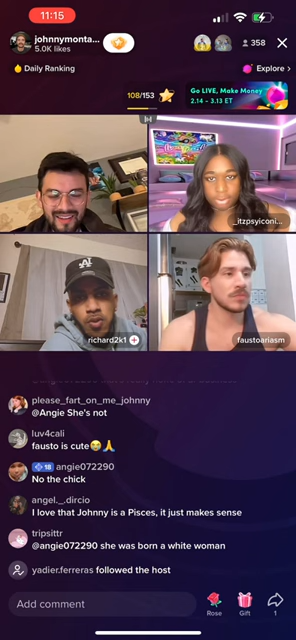 11:15
johnnymonta...
5.0K likes
358
Daily Ranking
Explore >
108/153
Go LIVE, Make Money
2.14 - 3.13 ET
_itzpsyiconi...
LA
richard2k1
faustoariasm
please_fart_on_me_johnny
@Angie She's not
luv4cali
fausto is cute😂🙏
18 angie072290
No the chick
angel._.dircio
I love that Johnny is a Pisces, it just makes sense
tripsittr
@angie072290 she was born a white woman
yadier.ferreras followed the host
Add comment
Rose
Gift
1